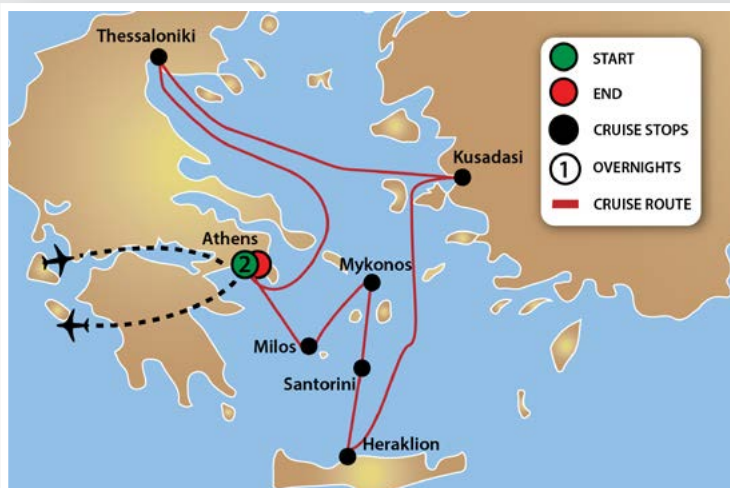 Thessaloniki
START
END
CRUISE STOPS
1 OVERNIGHTS
CRUISE ROUTE
Kusadasi
Athens
2
Mykonos
Milos
Santorini
Heraklion